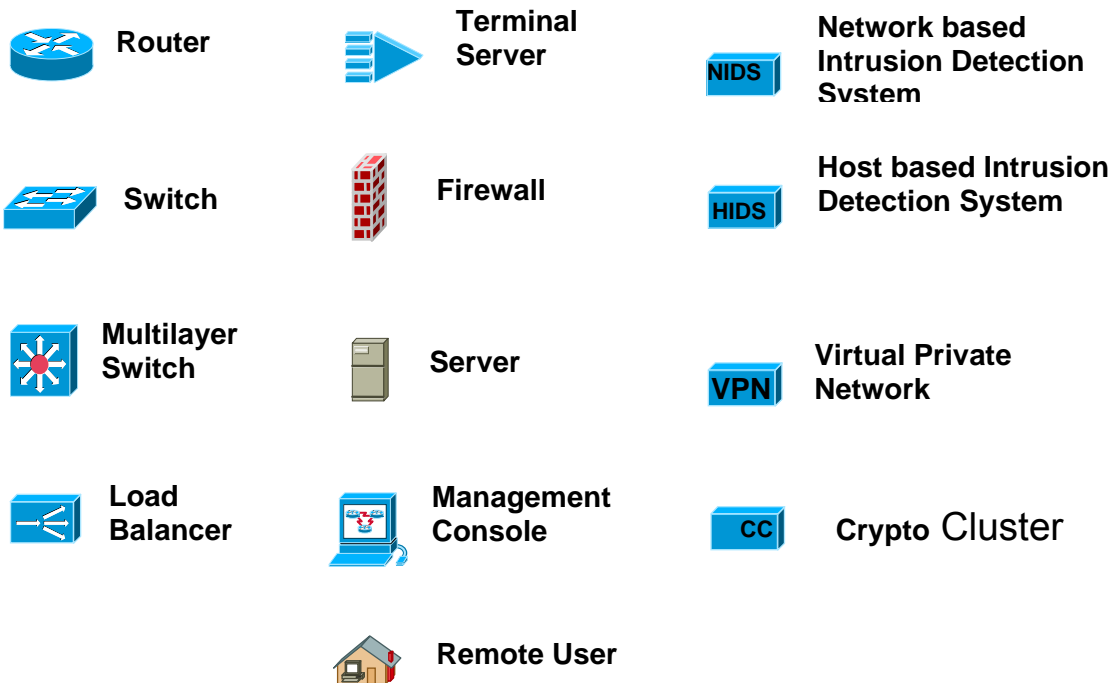 Router
Terminal
Server
NIDS
Network based
Intrusion Detection
System
Switch
Firewall
HIDS
Host based Intrusion
Detection System
Multilayer
Switch
Server
VPN
Virtual Private
Network
Load
Balancer
Management
Console
CC
Crypto Cluster
Remote User